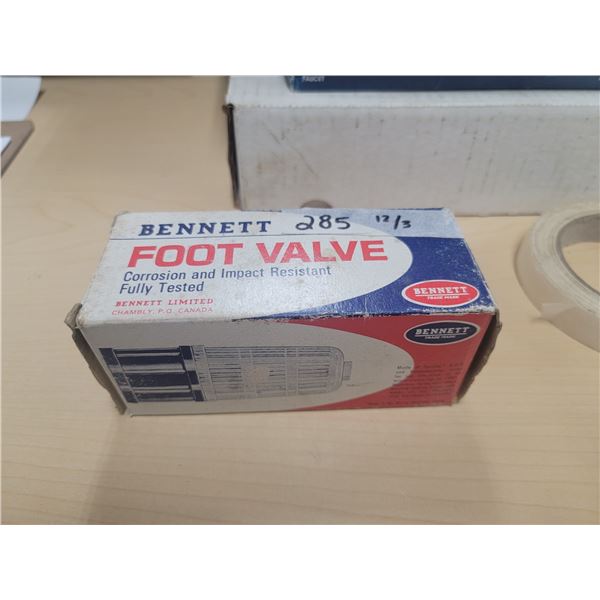 FAUCET
BENNETT 285 12/3
FOOT VALVE
Corrosion and Impact Resistant
Fully Tested
BENNETT LIMITED
CHAMBLY, P.Q. CANADA
BENNETT
TRADE MARK
BENNETT
TRADE MARK